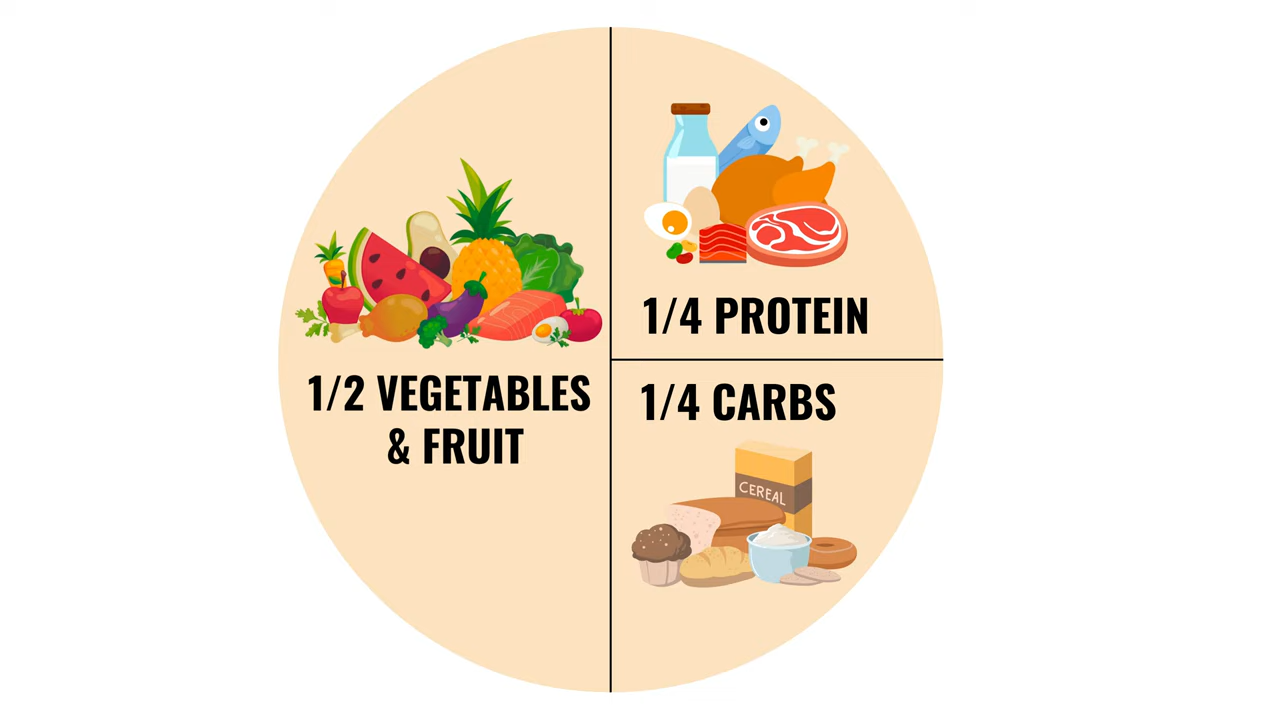 1/2 VEGETABLES
& FRUIT
1/4 PROTEIN
1/4 CARBS
CEREAL